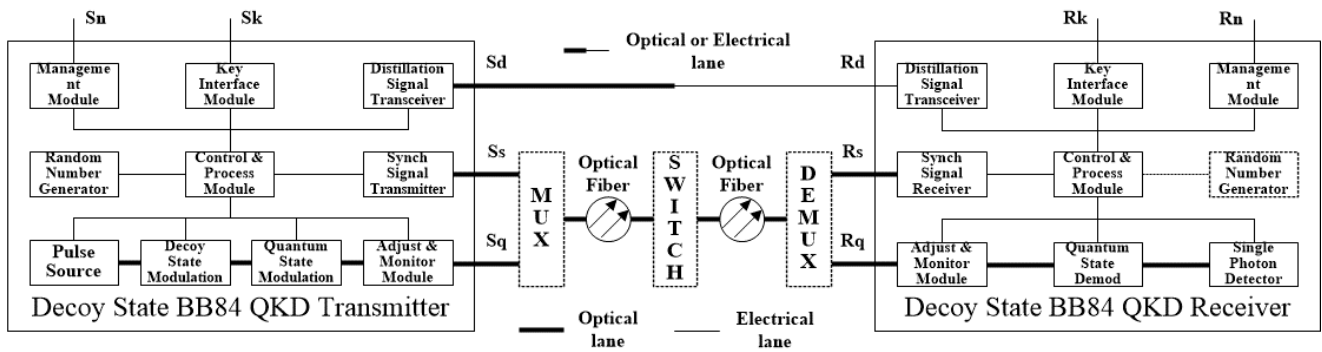 Sn
Sk
Rk
Rn
Optical or Electrical
lane
Sd
Rd
Manageme
nt
Module
Key
Interface
Module
Distillation
Signal
Transceiver
Distillation
Signal
Transceiver
Key
Interface
Module
Manageme
nt
Module
Random
Number
Generator
Control &
Process
Module
Synch
Signal
Transmitter
Ss
MUX
Optical
Fiber
SWITCH
Optical
Fiber
DEMUX
Rs
Synch
Signal
Receiver
Control &
Process
Module
Random
Number
Generator
Pulse
Source
Decoy
State
Modulation
Quantum
State
Modulation
Adjust &
Monitor
Module
Sq
Rq
Adjust &
Monitor
Module
Quantum
State
Demod
Single
Photon
Detector
Decoy State BB84 QKD Transmitter
Decoy State BB84 QKD Receiver
Optical
lane
Electrical
lane